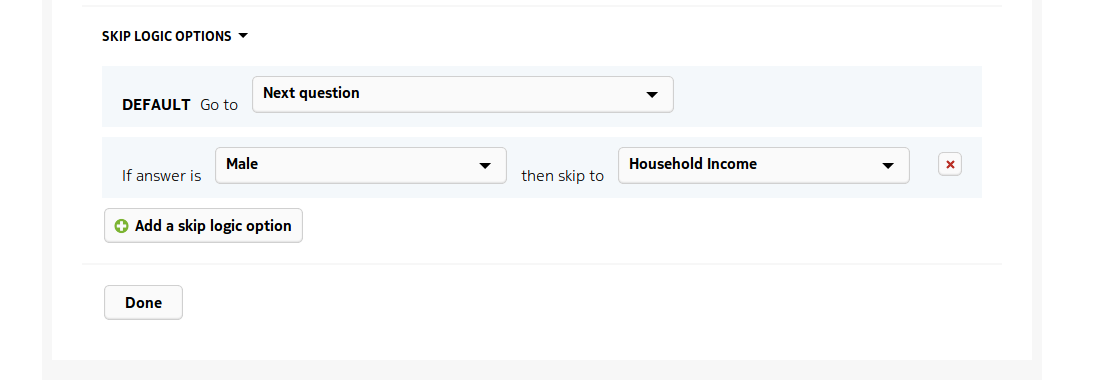 SKIP LOGIC OPTIONS
DEFAULT Go to Next question
If answer is Male then skip to Household Income
Add a skip logic option
Done